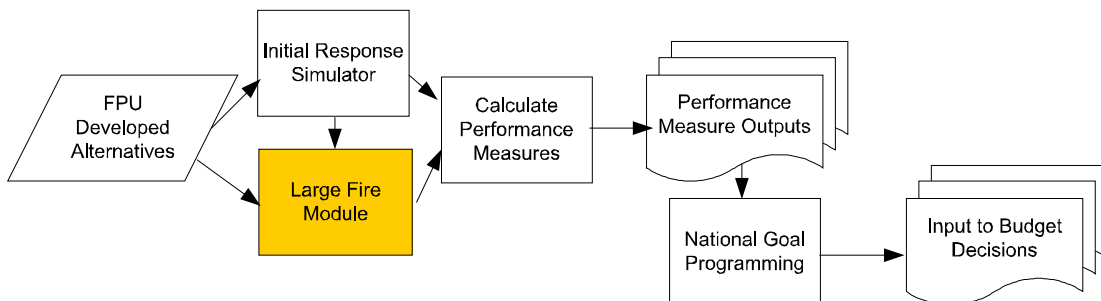 FPU
Developed
Alternatives
Initial Response
Simulator
Large Fire
Module
Calculate
Performance
Measures
Performance
Measure Outputs
National Goal
Programming
Input to Budget
Decisions